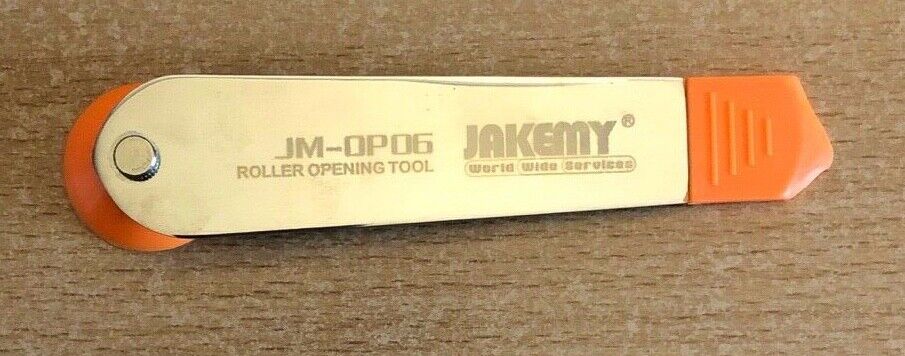 JM-OP06
ROLLER OPENING TOOL
JAKEMY®
World Wide Services